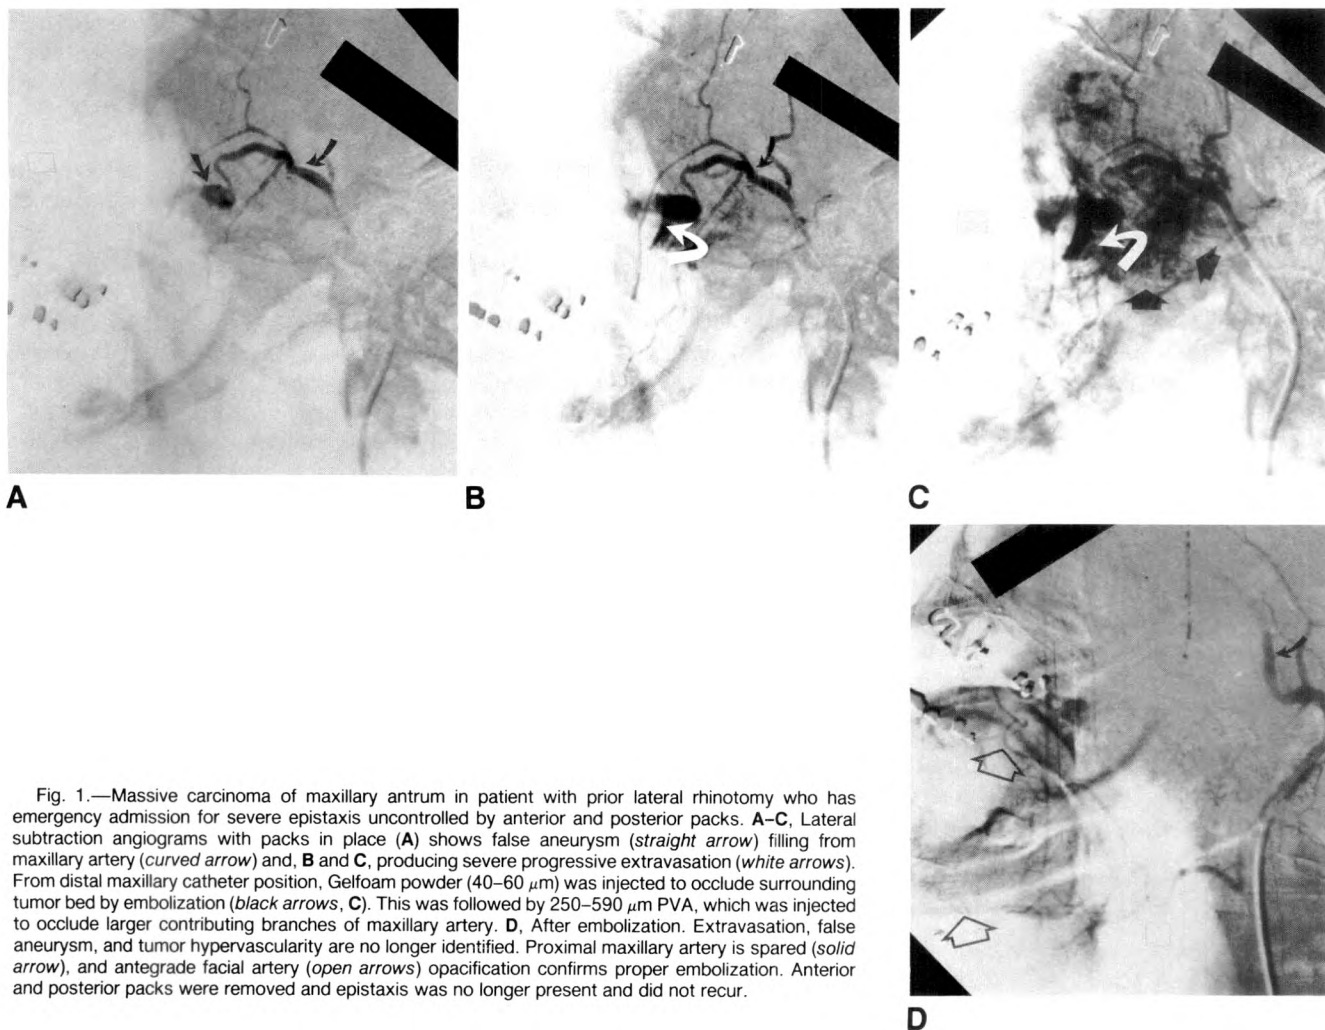 A
B
C
D
Fig. 1.—Massive carcinoma of maxillary antrum in patient with prior lateral rhinotomy who has
emergency admission for severe epistaxis uncontrolled by anterior and posterior packs. A–C, Lateral
subtraction angiograms with packs in place (A) shows false aneurysm (straight arrow) filling from
maxillary artery (curved arrow) and, B and C, producing severe progressive extravasation (white arrows).
From distal maxillary catheter position, Gelfoam powder (40–60 μm) was injected to occlude surrounding
tumor bed by embolization (black arrows, C). This was followed by 250–590 μm PVA, which was injected
to occlude larger contributing branches of maxillary artery. D, After embolization. Extravasation, false
aneurysm, and tumor hypervascularity are no longer identified. Proximal maxillary artery is spared (solid
arrow), and antegrade facial artery (open arrows) opacification confirms proper embolization. Anterior
and posterior packs were removed and epistaxis was no longer present and did not recur.